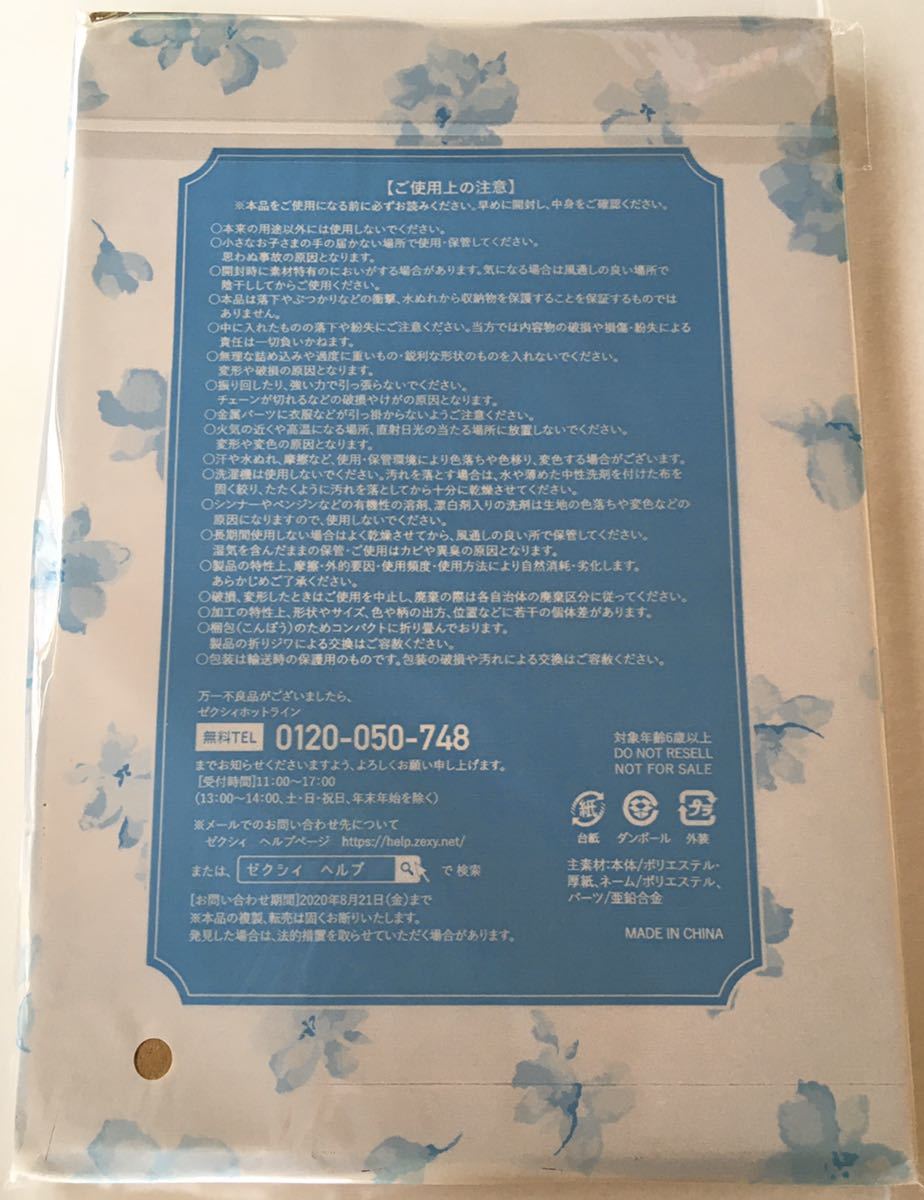 【ご使用上の注意】
※本品をご使用になる前に必ずお読みください。早めに開封し、中身をご確認ください。
○本来の用途以外には使用しないでください。
○小さなお子さまの手の届かない場所で使用・保管してください。
思わぬ事故の原因となります。
○開封時に素材特有のにおいがする場合があります。気になる場合は風通しの良い場所で
陰干ししてからご使用ください。
○本品は落下やぶつかりなどの衝撃、水ぬれから収納物を保護することを保証するものでは
ありません。
○中に入れたものの落下や紛失にご注意ください。当方では内容物の破損や損傷・紛失による
責任は一切負いかねます。
○無理な詰め込みや過度に重いもの・鋭利な形状のものを入れないでください。
変形や破損の原因となります。
○振り回したり、強い力で引っ張らないでください。
チェーンが切れるなどの破損やけがの原因となります。
○金属パーツに衣服などが引っ掛からないようご注意ください。
○火気の近くや高温になる場所、直射日光の当たる場所に放置しないでください。
変形や変色の原因となります。
○汗や水ぬれ、摩擦など、使用・保管環境により色落ちや色移り、変色する場合がございます。
○洗濯機は使用しないでください。汚れを落とす場合は、水や薄めた中性洗剤を付けた布を
固く絞り、たたくように汚れを落としてから十分に乾燥させてください。
○シンナーやベンジンなどの有機性の溶剤、漂白剤入りの洗剤は生地の色落ちや変色などの
原因になりますので、使用しないでください。
○長期間使用しない場合はよく乾燥させてから、風通しの良い所で保管してください。
湿気を含んだままの保管・ご使用はカビや異臭の原因となります。
○製品の特性上、摩擦・外的要因・使用頻度・使用方法により自然消耗・劣化します。
あらかじめご了承ください。
○破損、変形したときはご使用を中止し、廃棄の際は各自治体の廃棄区分に従ってください。
○加工の特性上、形状やサイズ、色や柄の出方、位置などに若干の個体差があります。
○梱包(こんぽう)のためコンパクトに折り畳んでおります。
製品の折りジワによる交換はご容赦ください。
○包装は輸送時の保護用のものです。包装の破損や汚れによる交換はご容赦ください。
万一不良品がございましたら、
ゼクシィホットライン
無料TEL 0120-050-748
までお知らせくださいますよう、よろしくお願い申し上げます。
[受付時間]11:00〜17:00
(13:00〜14:00、土・日・祝日、年末年始を除く)
※メールでのお問い合わせ先について
ゼクシィ ヘルプページ https://help.zexy.net/
または、 ゼクシィ ヘルプ で検索
[お問い合わせ期間]2020年8月21日(金)まで
※本品の複製、転売は固くお断りいたします。
発見した場合は、法的措置を取らせていただく場合があります。
対象年齢6歳以上
DO NOT RESELL
NOT FOR SALE
紙 プラ
台紙 ダンボール 外装
主素材:本体/ポリエステル・
厚紙、ネーム/ポリエステル、
パーツ/亜鉛合金
MADE IN CHINA